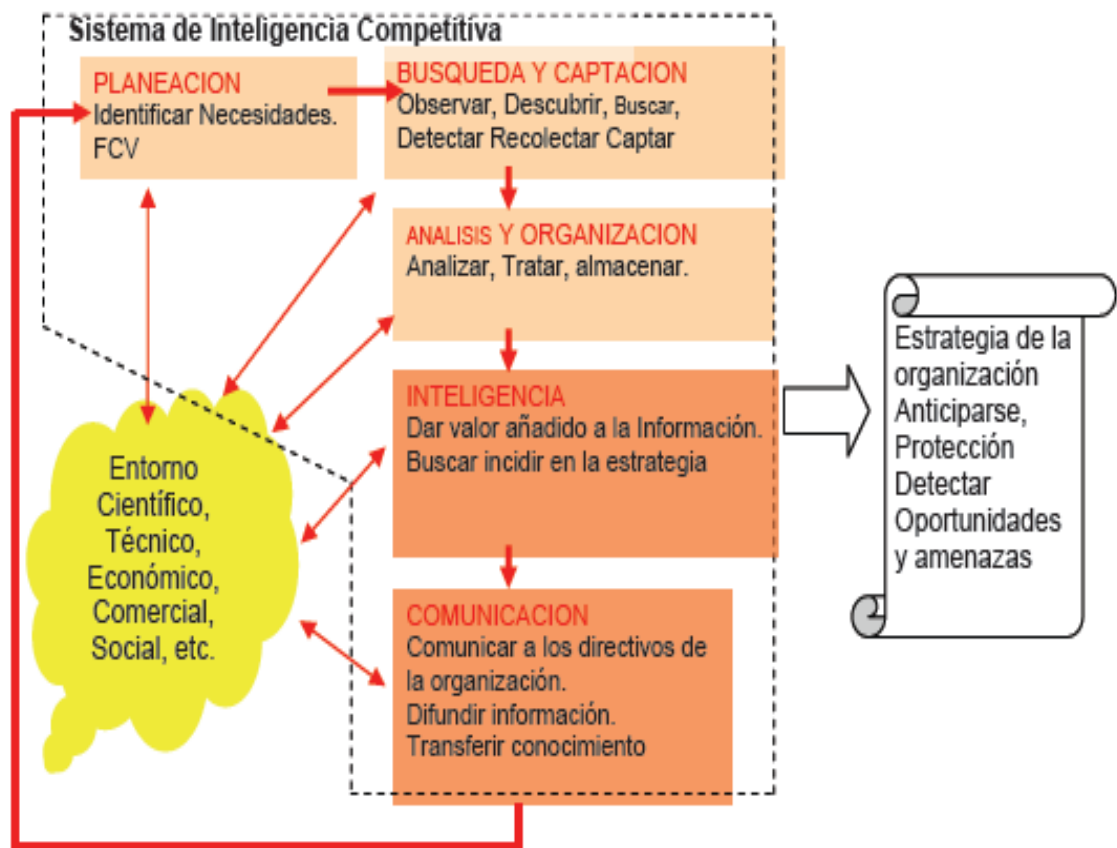 Sistema de Inteligencia Competitiva
PLANEACION
Identificar Necesidades.
FCV
BUSQUEDA Y CAPTACION
Observar, Descubrir, Buscar,
Detectar Recolectar Captar
ANALISIS Y ORGANIZACION
Analizar, Tratar, almacenar.
INTELIGENCIA
Dar valor añadido a la Información.
Buscar incidir en la estrategia
COMUNICACION
Comunicar a los directivos de
la organización.
Difundir información.
Transferir conocimiento
Entorno
Científico,
Técnico,
Económico,
Comercial,
Social, etc.
Estrategia de la
organización
Anticiparse,
Protección
Detectar
Oportunidades
y amenazas